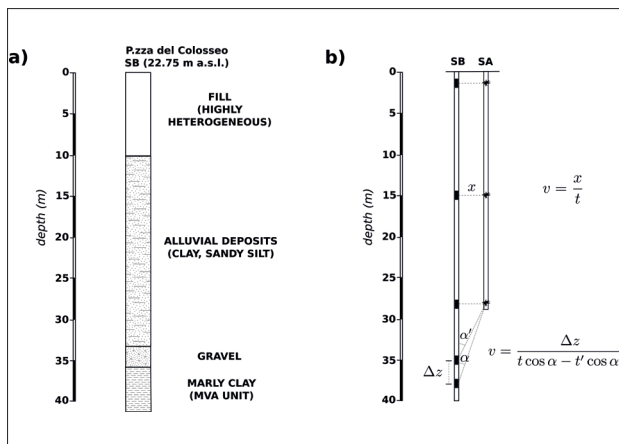 a)
P.zza del Colosseo
SB (22.75 m a.s.l.)
0
5
10
15
20
25
30
35
40
depth (m)
FILL
(HIGHLY
HETEROGENEOUS)
ALLUVIAL DEPOSITS
(CLAY, SANDY SILT)
GRAVEL
MARLY CLAY
(MVA UNIT)
b)
SB SA
0
5
10
15
20
25
30
35
40
depth (m)
x
v = x/t
α′
α
Δz
v = Δz / (t cos α − t′ cos α